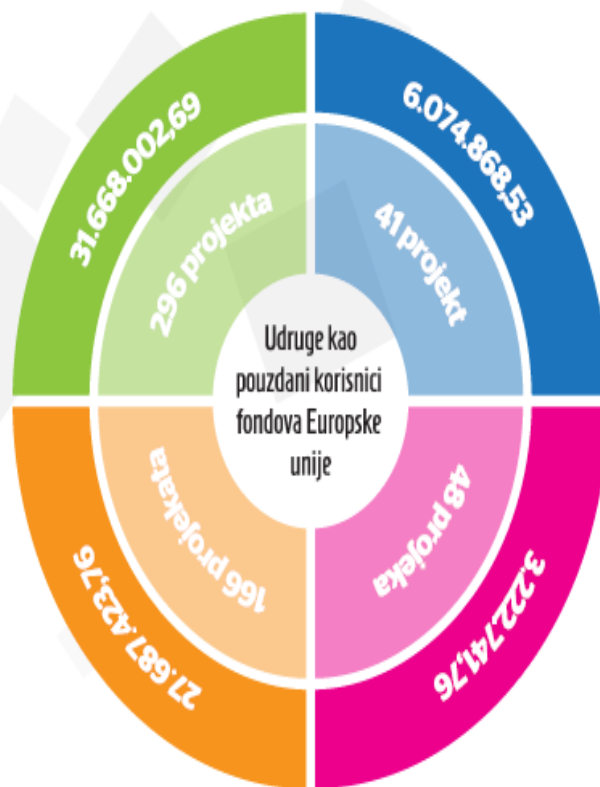 31.668.002,69
6.074.868,53
296 projekta
41 projekt
Udruge kao
pouzdani korisnici
fondova Europske
unije
166 projekata
48 projeka
27.687.423,76
3.222.741,76